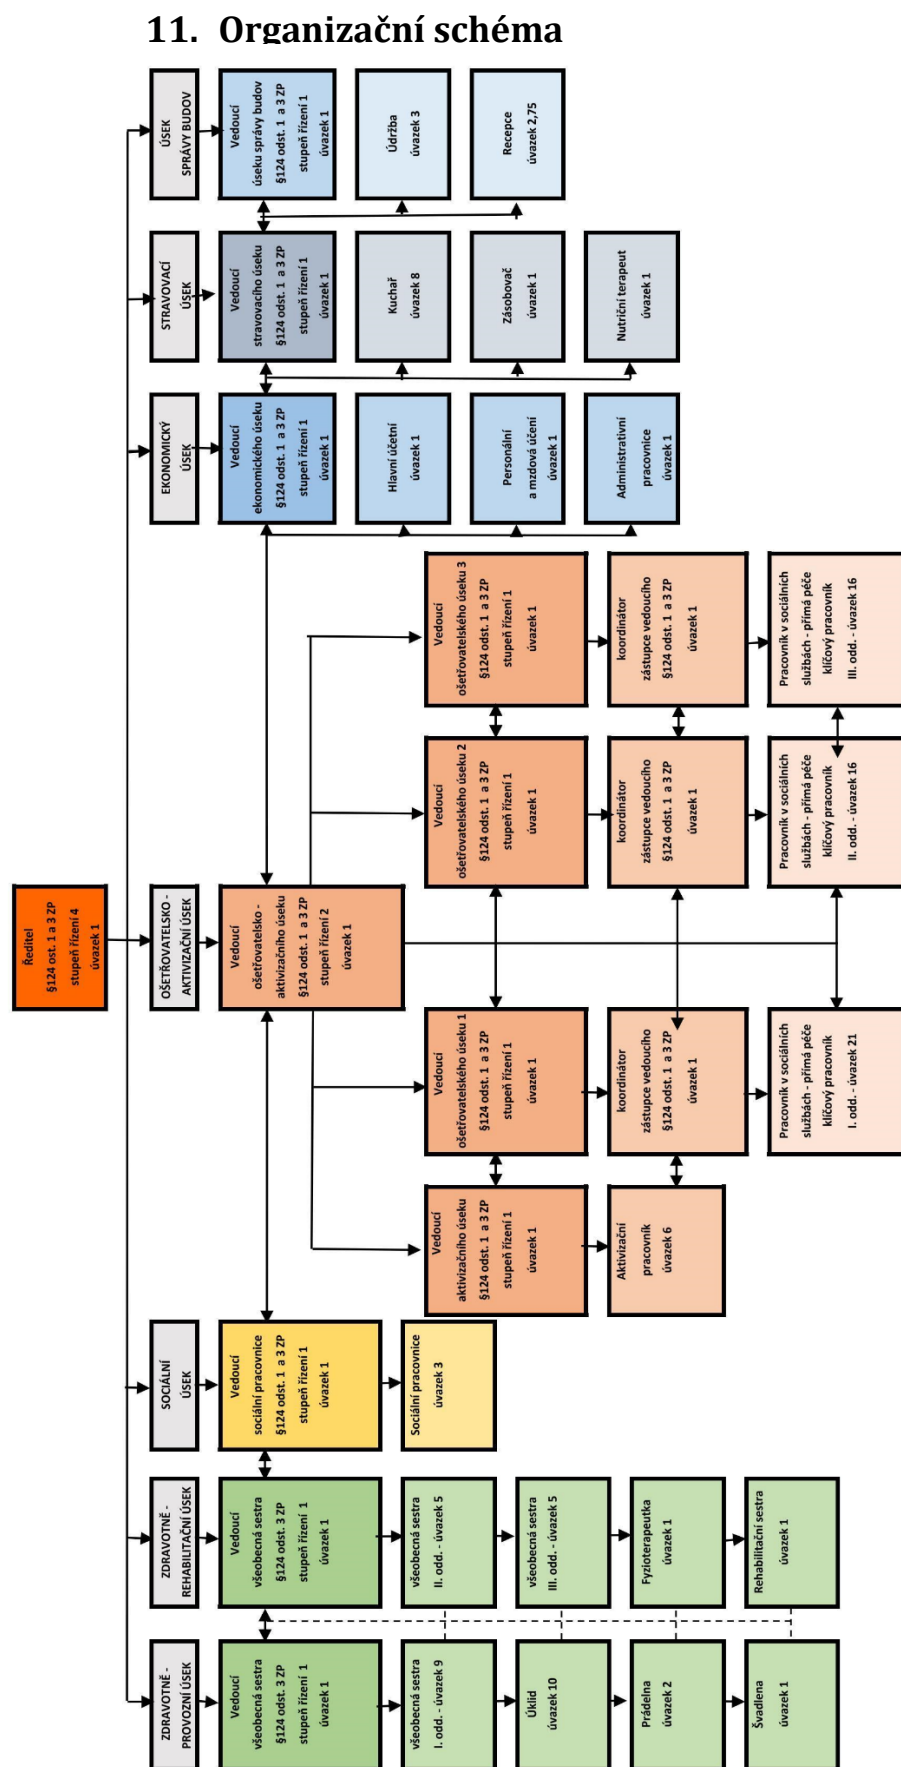 11. Organizační schéma
Ředitel
§124 ost. 1 a 3 ZP
stupeň řízení 4
úvazek 1
ZDRAVOTNĚ -
PROVOZNÍ ÚSEK
Vedoucí
všeobecná sestra
§124 odst. 3 ZP
stupeň řízení 1
úvazek 1
všeobecná sestra
I. odd. - úvazek 9
Úklid
úvazek 10
Prádelna
úvazek 2
Švadlena
úvazek 1
ZDRAVOTNĚ -
REHABILITAČNÍ ÚSEK
Vedoucí
všeobecná sestra
§124 odst. 3 ZP
stupeň řízení 1
úvazek 1
všeobecná sestra
II. odd. - úvazek 5
všeobecná sestra
III. odd. - úvazek 5
Fyzioterapeutka
úvazek 1
Rehabilitační sestra
úvazek 1
SOCIÁLNÍ
ÚSEK
Vedoucí
sociální pracovnice
§124 odst. 1 a 3 ZP
stupeň řízení 1
úvazek 1
Sociální pracovnice
úvazek 3
OŠETŘOVATELSKO -
AKTIVIZAČNÍ ÚSEK
Vedoucí
ošetřovatelsko -
aktivizačního úseku
§124 odst. 1 a 3 ZP
stupeň řízení 2
úvazek 1
Vedoucí
aktivizačního úseku
§124 odst. 1 a 3 ZP
stupeň řízení 1
úvazek 1
Aktivizační
pracovník
úvazek 6
Vedoucí
ošetřovatelského úseku 1
§124 odst. 1 a 3 ZP
stupeň řízení 1
úvazek 1
koordinátor
zástupce vedoucího
§124 odst. 1 a 3 ZP
úvazek 1
Pracovník v sociálních
službách - přímá péče
klíčový pracovník
I. odd. - úvazek 21
Vedoucí
ošetřovatelského úseku 2
§124 odst. 1 a 3 ZP
stupeň řízení 1
úvazek 1
koordinátor
zástupce vedoucího
§124 odst. 1 a 3 ZP
úvazek 1
Pracovník v sociálních
službách - přímá péče
klíčový pracovník
II. odd. - úvazek 16
Vedoucí
ošetřovatelského úseku 3
§124 odst. 1 a 3 ZP
stupeň řízení 1
úvazek 1
koordinátor
zástupce vedoucího
§124 odst. 1 a 3 ZP
úvazek 1
Pracovník v sociálních
službách - přímá péče
klíčový pracovník
III. odd. - úvazek 16
EKONOMICKÝ
ÚSEK
Vedoucí
ekonomického úseku
§124 odst. 1 a 3 ZP
stupeň řízení 1
úvazek 1
Hlavní účetní
úvazek 1
Personální
a mzdová účení
úvazek 1
Administrativní
pracovnice
úvazek 1
STRAVOVACÍ
ÚSEK
Vedoucí
stravovacího úseku
§124 odst. 1 a 3 ZP
stupeň řízení 1
úvazek 1
Kuchař
úvazek 8
Zásobovač
úvazek 1
Nutriční terapeut
úvazek 1
ÚSEK
SPRÁVY BUDOV
Vedoucí
úseku správy budov
§124 odst. 1 a 3 ZP
stupeň řízení 1
úvazek 1
Údržba
úvazek 3
Recepce
úvazek 2,75